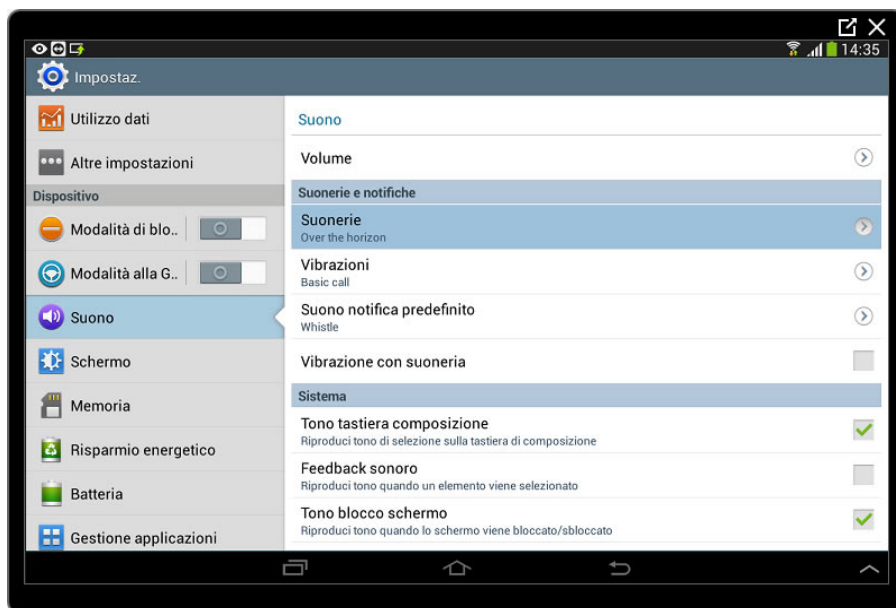 14:35
Impostaz.
Utilizzo dati
Altre impostazioni
Dispositivo
Modalità di blo..
Modalità alla G..
Suono
Schermo
Memoria
Risparmio energetico
Batteria
Gestione applicazioni
Suono
Volume
Suonerie e notifiche
Suonerie
Over the horizon
Vibrazioni
Basic call
Suono notifica predefinito
Whistle
Vibrazione con suoneria
Sistema
Tono tastiera composizione
Riproduci tono di selezione sulla tastiera di composizione
Feedback sonoro
Riproduci tono quando un elemento viene selezionato
Tono blocco schermo
Riproduci tono quando lo schermo viene bloccato/sbloccato